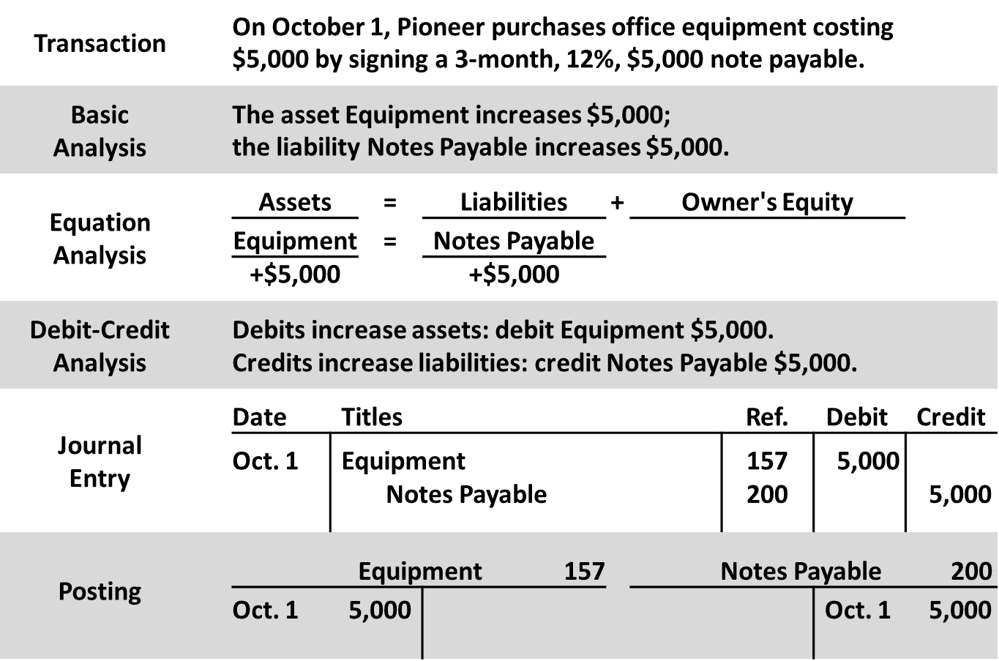 Transaction
On October 1, Pioneer purchases office equipment costing
$5,000 by signing a 3-month, 12%, $5,000 note payable.
Basic
Analysis
The asset Equipment increases $5,000;
the liability Notes Payable increases $5,000.
Equation
Analysis
Assets = Liabilities + Owner's Equity
Equipment = Notes Payable
+$5,000 +$5,000
Debit-Credit
Analysis
Debits increase assets: debit Equipment $5,000.
Credits increase liabilities: credit Notes Payable $5,000.
Journal
Entry
Date Titles Ref. Debit Credit
Oct. 1 Equipment 157 5,000
Notes Payable 200 5,000
Posting
Equipment 157 Notes Payable 200
Oct. 1 5,000 Oct. 1 5,000